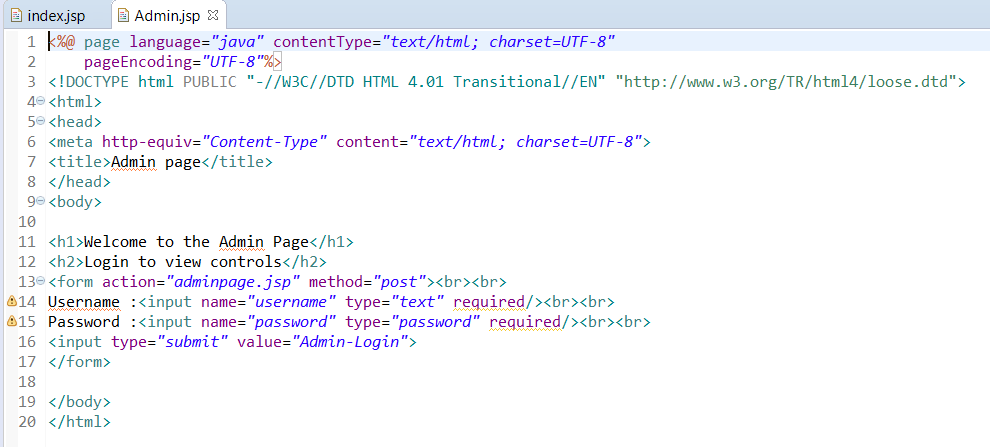 index.jsp Admin.jsp
1 <%@ page language="java" contentType="text/html; charset=UTF-8"
2 pageEncoding="UTF-8"%>
3 <!DOCTYPE html PUBLIC "-//W3C//DTD HTML 4.01 Transitional//EN" "http://www.w3.org/TR/html4/loose.dtd">
4 <html>
5 <head>
6 <meta http-equiv="Content-Type" content="text/html; charset=UTF-8">
7 <title>Admin page</title>
8 </head>
9 <body>
10
11 <h1>Welcome to the Admin Page</h1>
12 <h2>Login to view controls</h2>
13 <form action="adminpage.jsp" method="post"><br><br>
14 Username :<input name="username" type="text" required/><br><br>
15 Password :<input name="password" type="password" required/><br><br>
16 <input type="submit" value="Admin-Login">
17 </form>
18
19 </body>
20 </html>